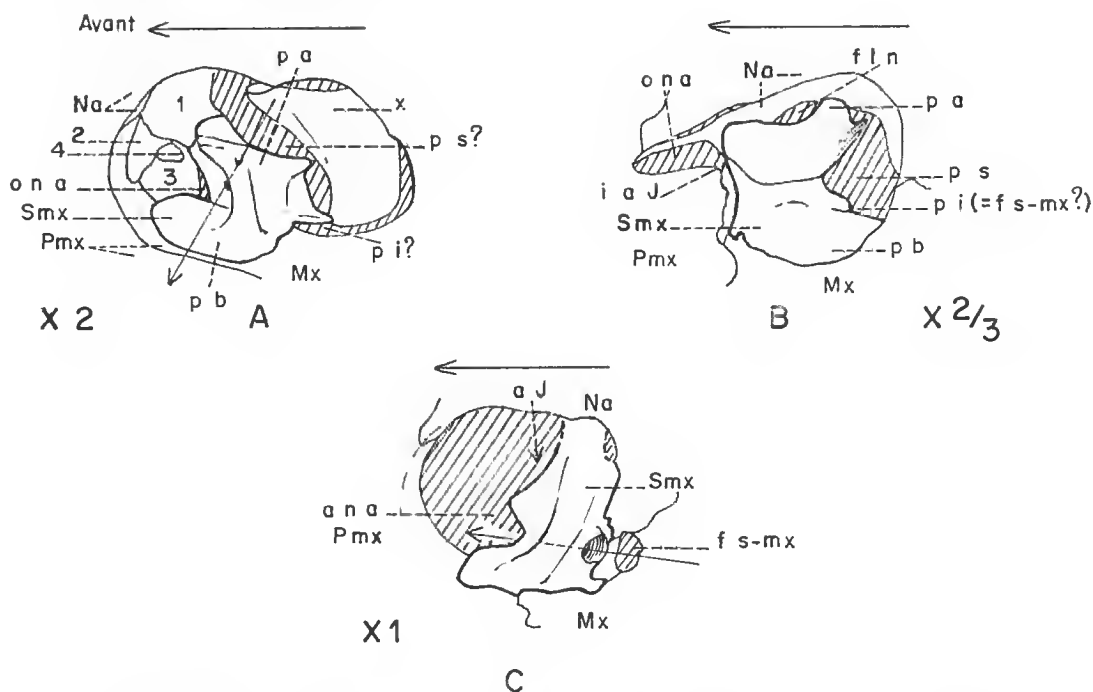 Avant
p a
Na
1
x
2
4
p s?
3
o n a
Smx
Pmx
p i?
Mx
p b
X 2
A
f l n
o n a
Na
p a
p s
i a J
p i (=f s-mx?)
Smx
Pmx
p b
Mx
B
X 2/3
a J
Na
Smx
a n a
Pmx
f s-mx
Mx
X 1
C